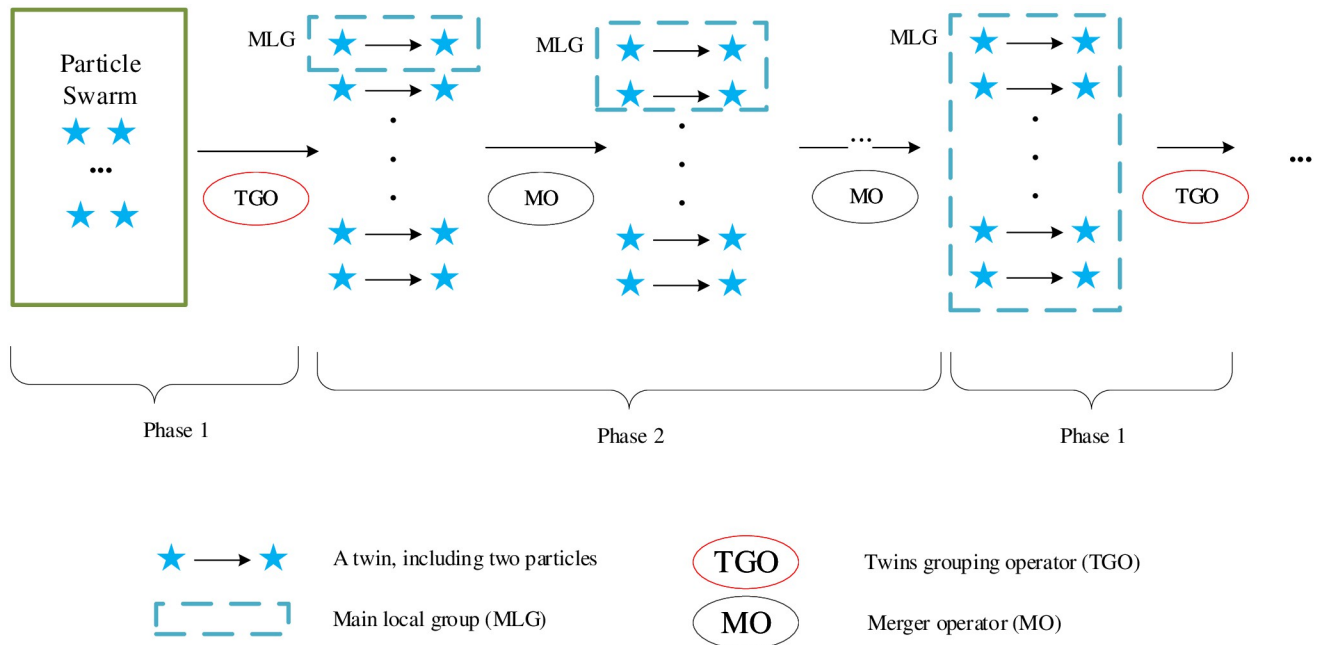 Particle
Swarm
...
TGO
MLG
MO
MLG
...
MO
MLG
TGO
...
Phase 1
Phase 2
Phase 1
A twin, including two particles
TGO
Twins grouping operator (TGO)
Main local group (MLG)
MO
Merger operator (MO)